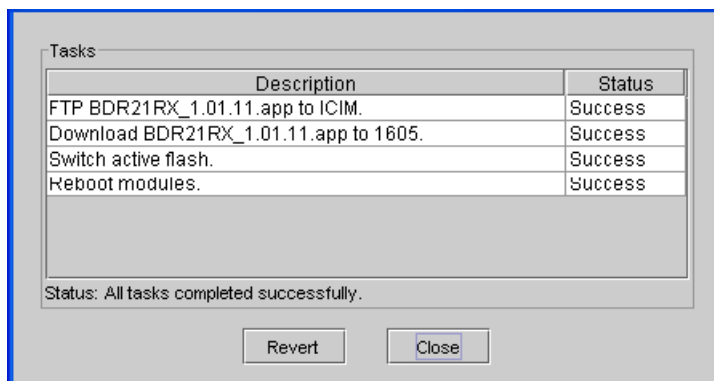 Tasks
Description Status
FTP BDR21RX_1.01.11.app to ICIM. Success
Download BDR21RX_1.01.11.app to 1605. Success
Switch active flash. Success
Reboot modules. Success
Status: All tasks completed successfully.
Revert Close